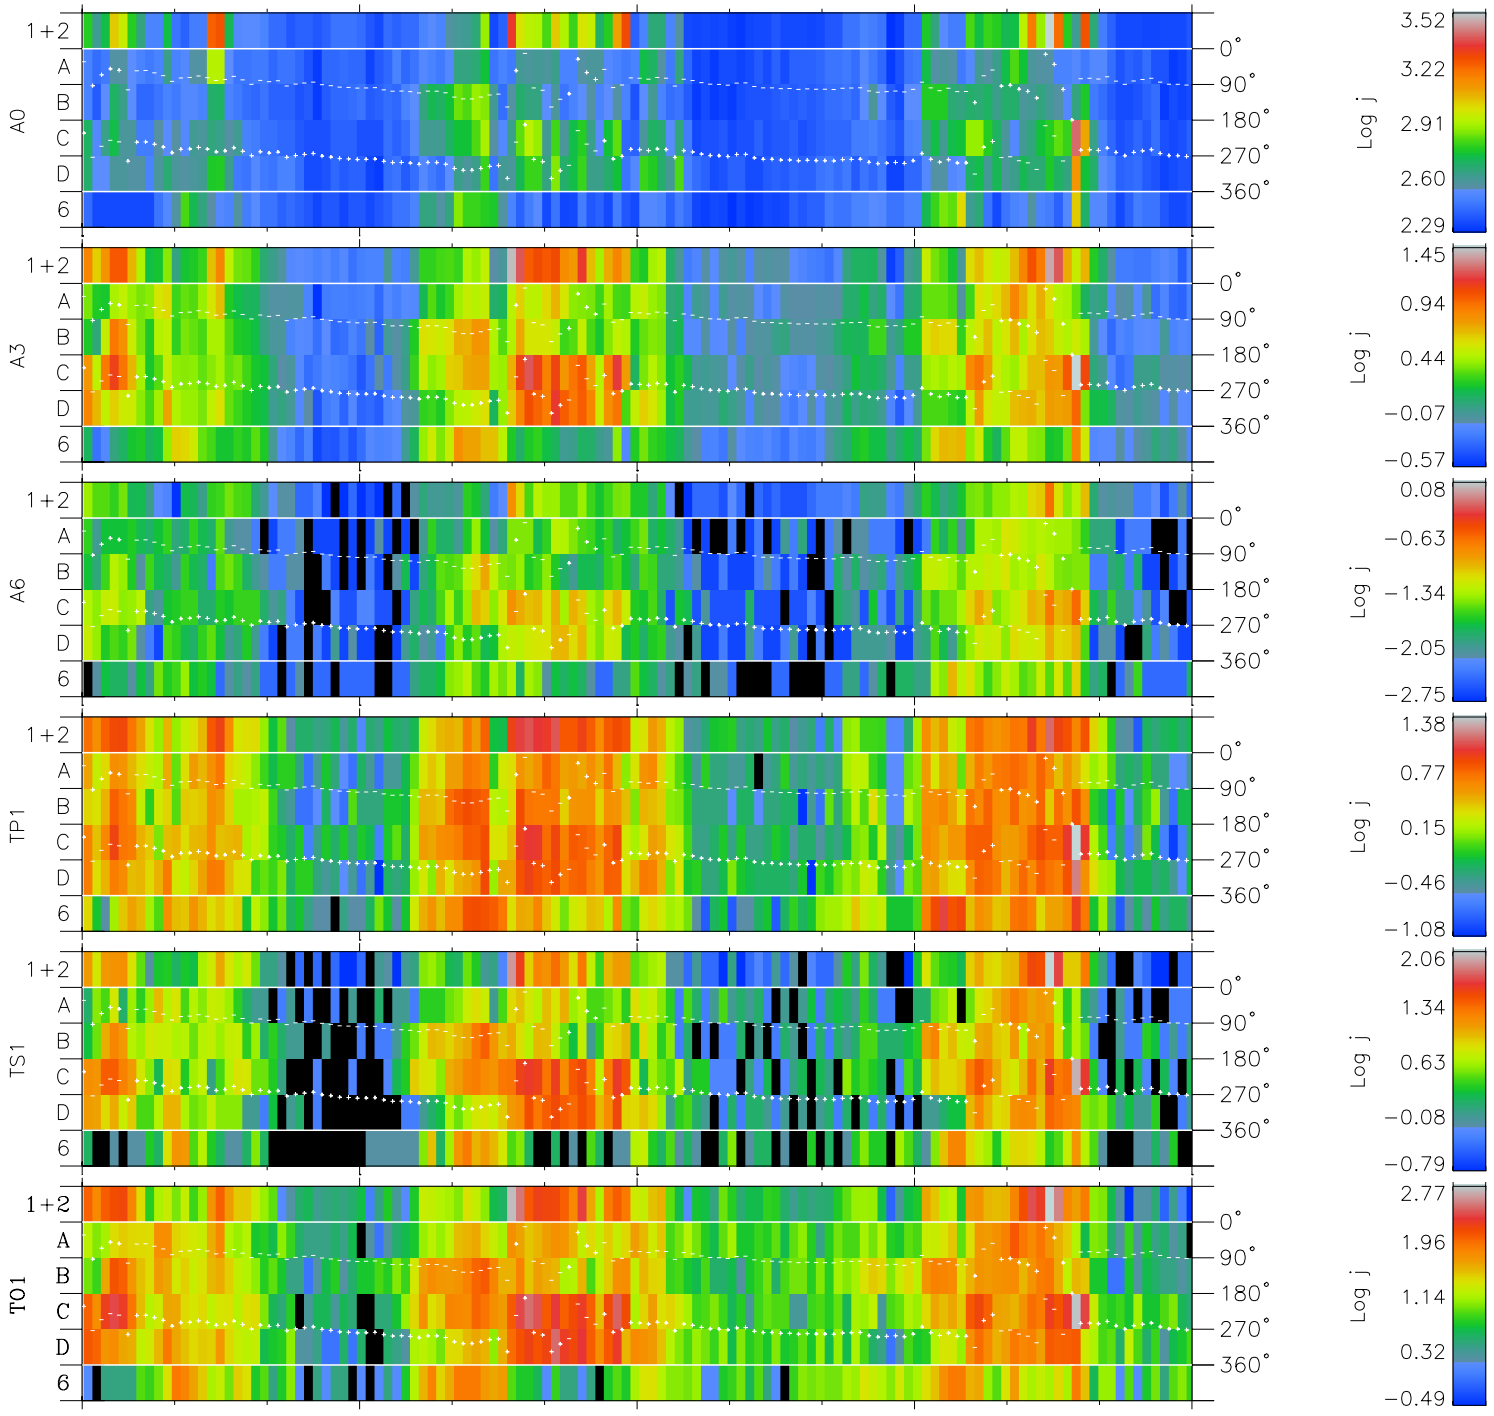 A0
1+2
A
B
C
D
6
0°
90°
180°
270°
360°
Log j
3.52
3.22
2.91
2.60
2.29
A3
1+2
A
B
C
D
6
0°
90°
180°
270°
360°
Log j
1.45
0.94
0.44
−0.07
−0.57
A6
1+2
A
B
C
D
6
0°
90°
180°
270°
360°
Log j
0.08
−0.63
−1.34
−2.05
−2.75
TP1
1+2
A
B
C
D
6
0°
90°
180°
270°
360°
Log j
1.38
0.77
0.15
−0.46
−1.08
TS1
1+2
A
B
C
D
6
0°
90°
180°
270°
360°
Log j
2.06
1.34
0.63
−0.08
−0.79
TO1
1+2
A
B
C
D
6
0°
90°
180°
270°
360°
Log j
2.77
1.96
1.14
0.32
−0.49